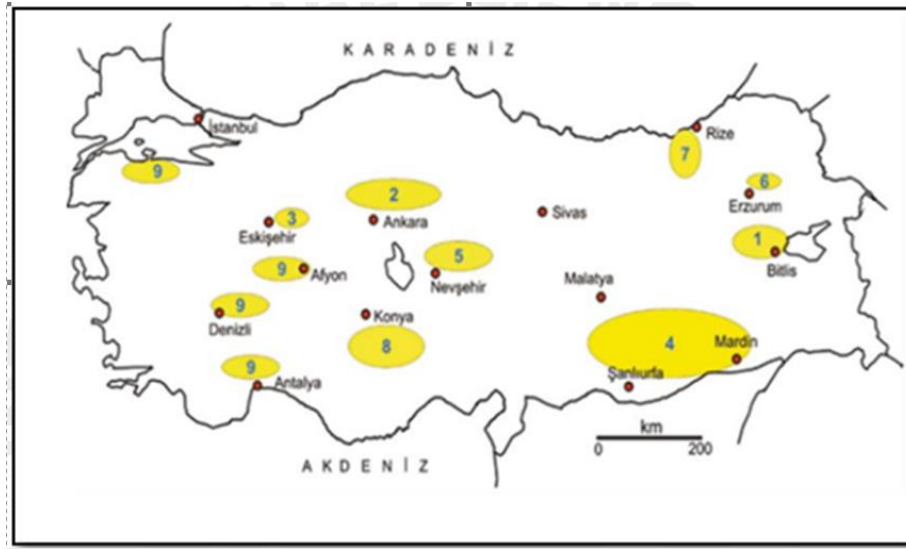 KARADENİZ
İstanbul
Rize
9
7
2
6
Erzurum
3
Ankara
Sivas
Eskişehir
1
Bitlis
5
9
Afyon
Nevşehir
Malatya
9
Denizli
Konya
8
4
Mardin
9
Antalya
Şanlıurfa
km
0 200
AKDENİZ